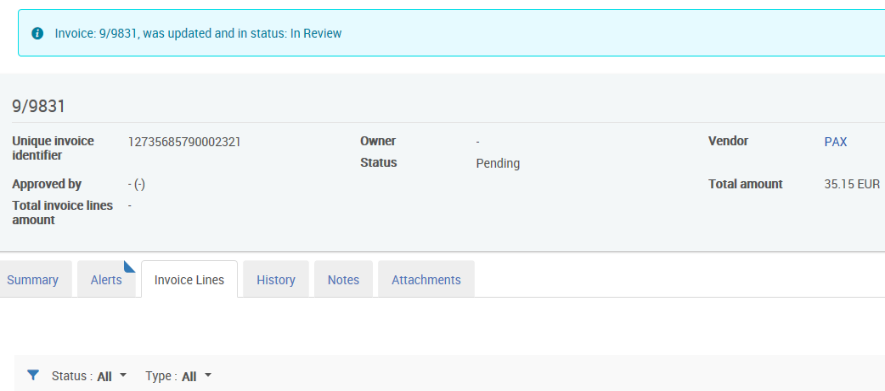 Invoice: 9/9831, was updated and in status: In Review
9/9831
Unique invoice identifier 12735685790002321 Owner - Vendor PAX
Status Pending
Approved by - (-) Total amount 35.15 EUR
Total invoice lines amount -
Summary Alerts Invoice Lines History Notes Attachments
Status : All Type : All